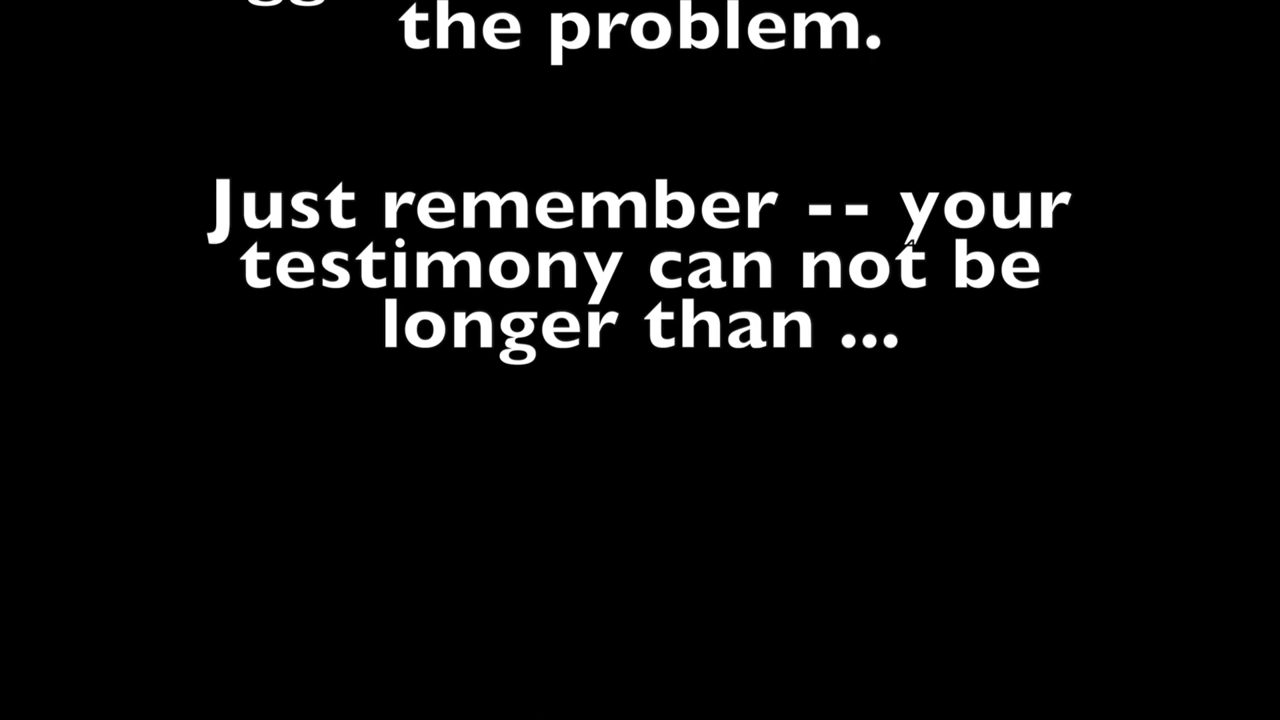 the problem.
Just remember -- your
testimony can not be
longer than ...